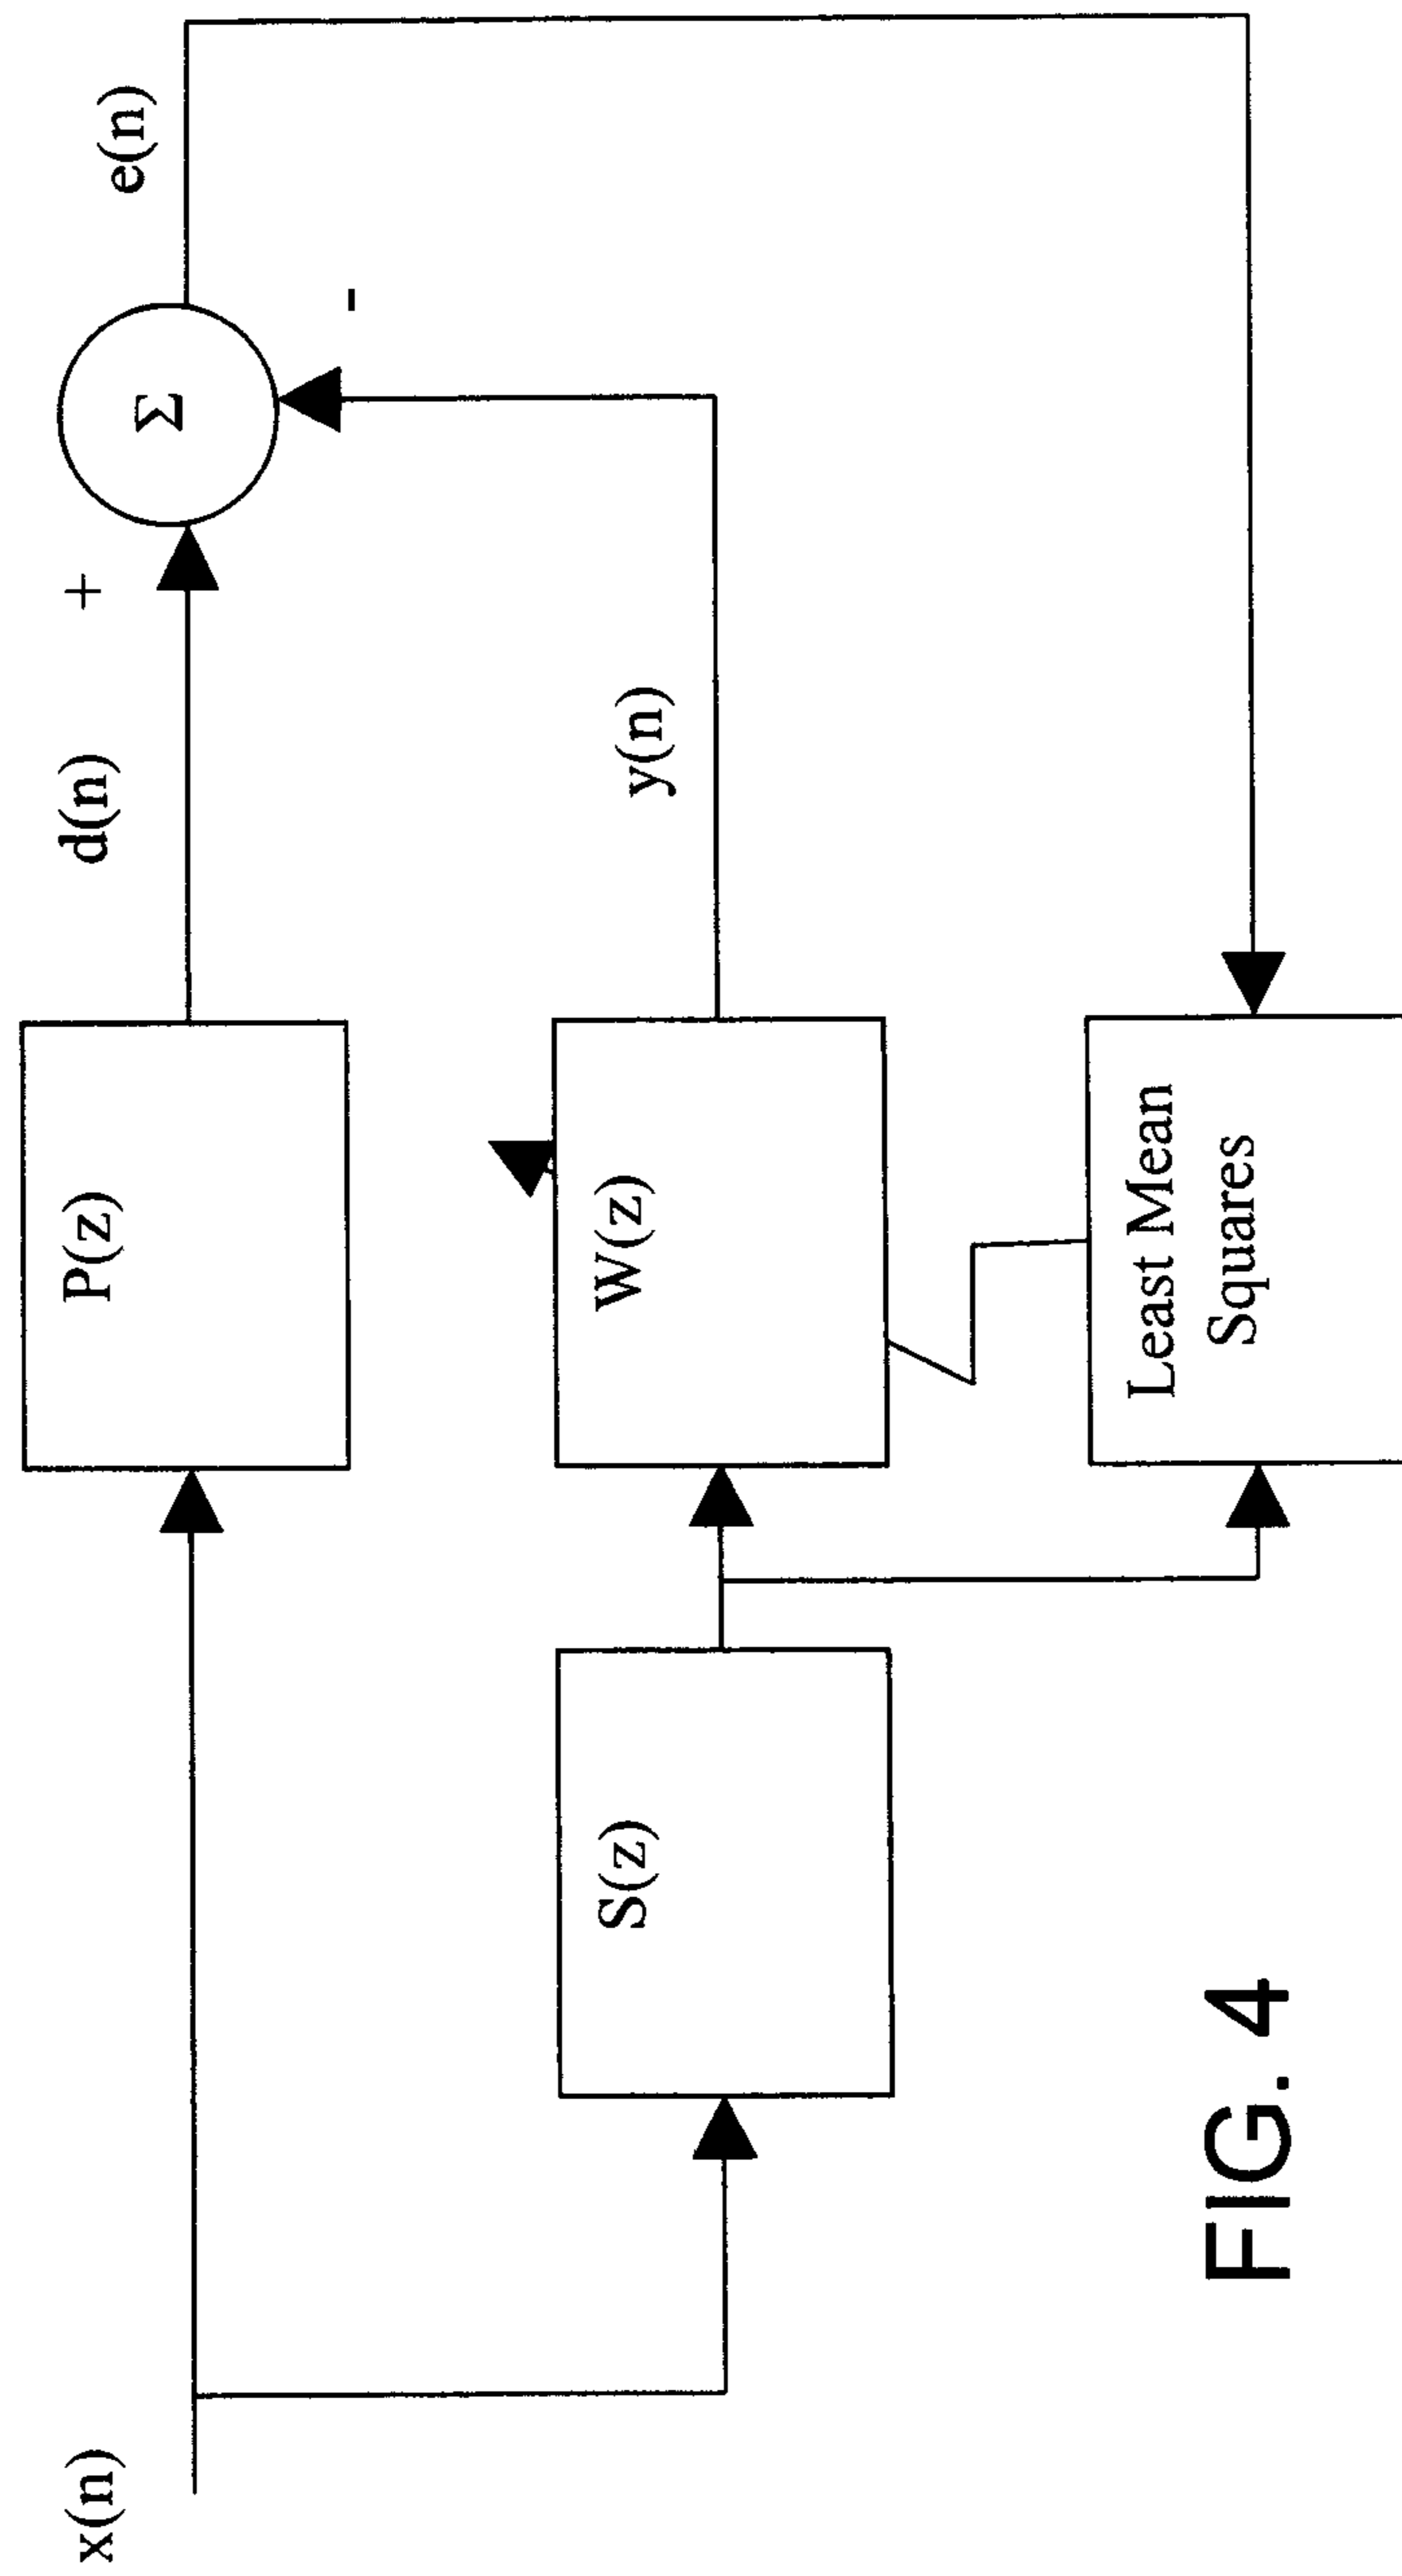 x(n)
P(z)
d(n)
+
Σ
e(n)
-
S(z)
W(z)
y(n)
Least Mean
Squares
FIG. 4